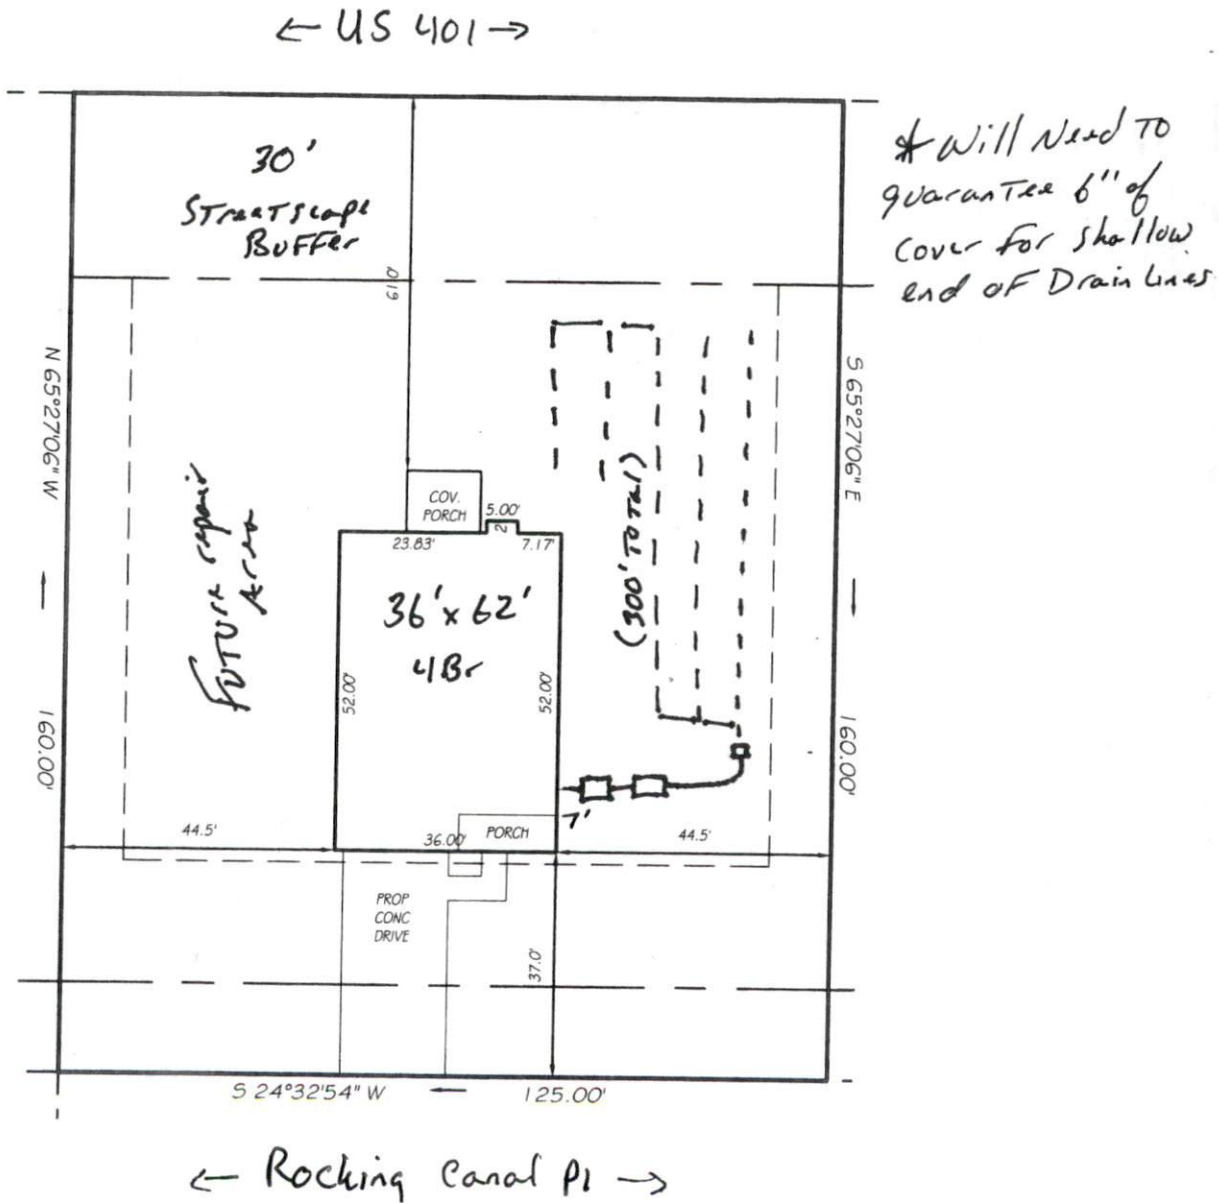 ← US 401 →
30'
Streetscape
Buffer
* Will Need To
guarantee 6" of
cover for shallow
end of Drain Lines
61.0'
N 65°27'06" W
160.00'
S 65°27'06" E
160.00'
Future repair
Area
(300' Total)
COV.
PORCH
5.00'
2'
23.83'
7.17'
36' x 62'
4Br
52.00'
52.00'
7'
44.5'
36.00'
PORCH
44.5'
PROP
CONC
DRIVE
37.0'
S 24°32'54" W ← 125.00'
← Rocking Canal Pl →